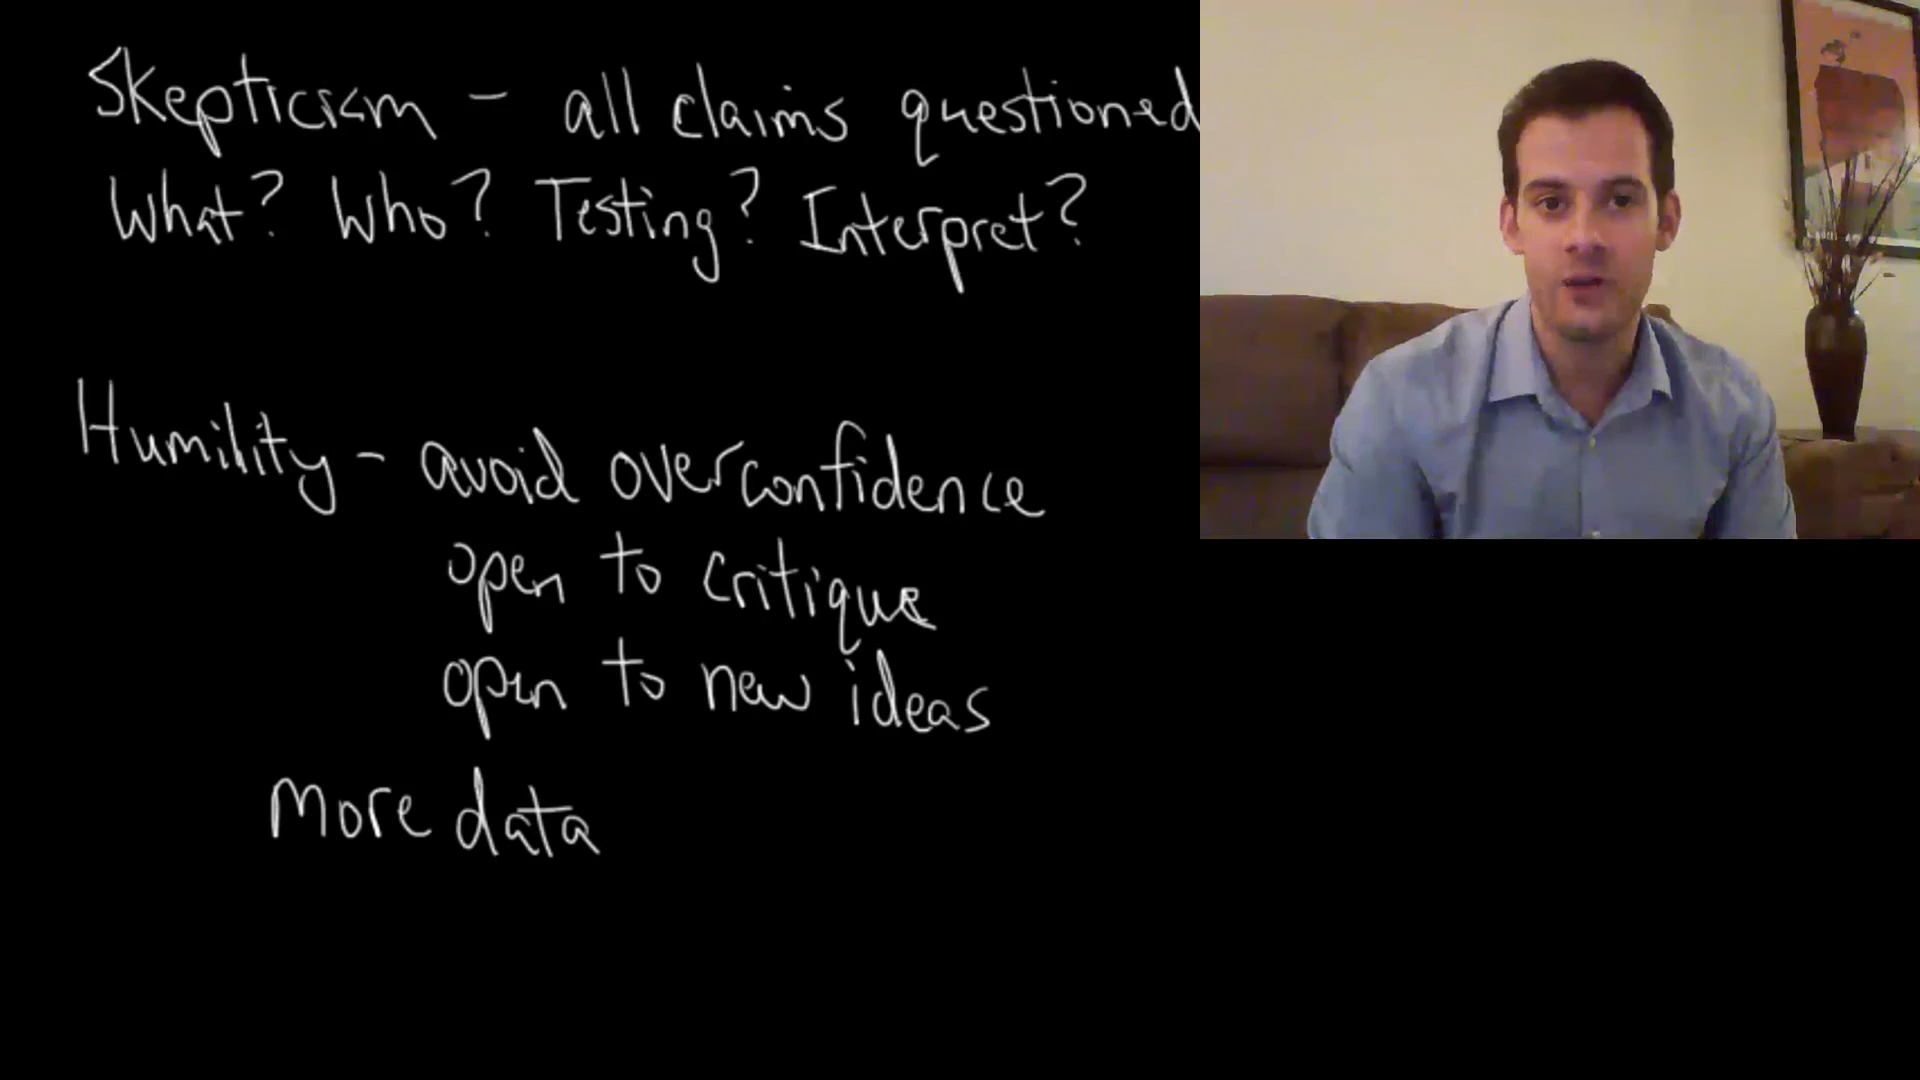 Skepticism - all claims questioned
What? Who? Testing? Interpret?
Humility - avoid overconfidence
open to critique
open to new ideas
more data